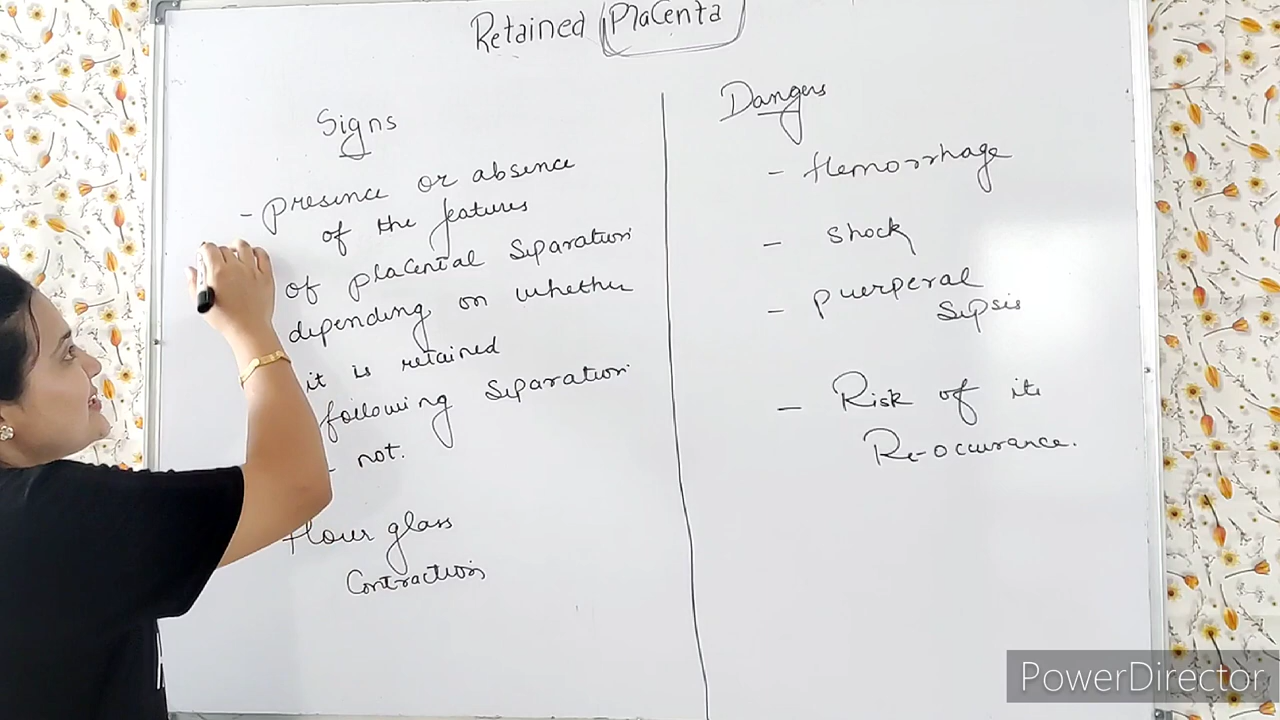 Retained Placenta
Signs
- presence or absence
of the features
of placental Separation
depending on whether
it is retained
following Separation
not.
Hour glass
Contraction
Dangers
- Hemorrhage
- Shock
- puerperal
Sepsis
- Risk of its
Re-occurance.
PowerDirector